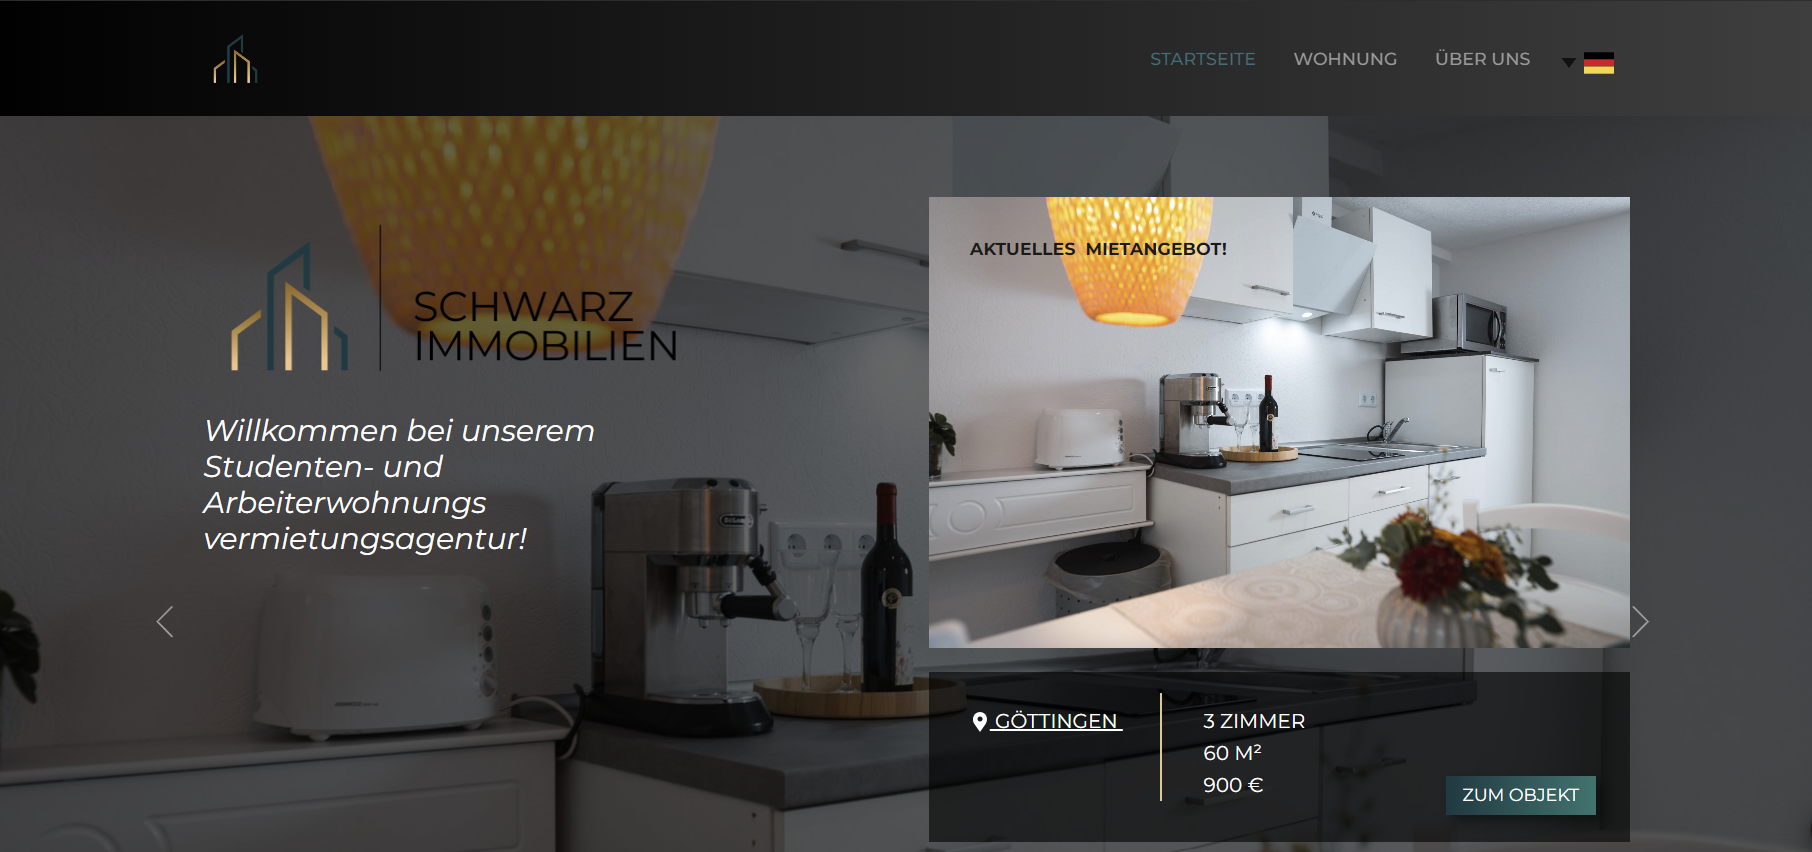 STARTSEITE WOHNUNG ÜBER UNS
SCHWARZ
IMMOBILIEN
Willkommen bei unserem
Studenten- und
Arbeiterwohnungs
vermietungsagentur!
AKTUELLES MIETANGEBOT!
GÖTTINGEN
3 ZIMMER
60 M²
900 €
ZUM OBJEKT